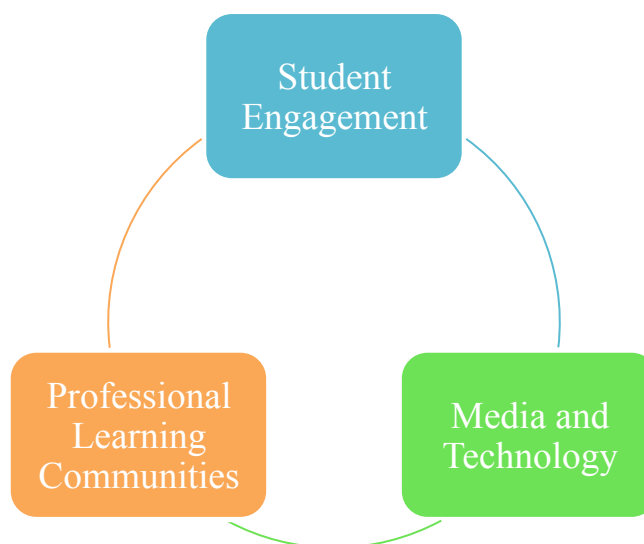 Student
Engagement
Professional
Learning
Communities
Media and
Technology